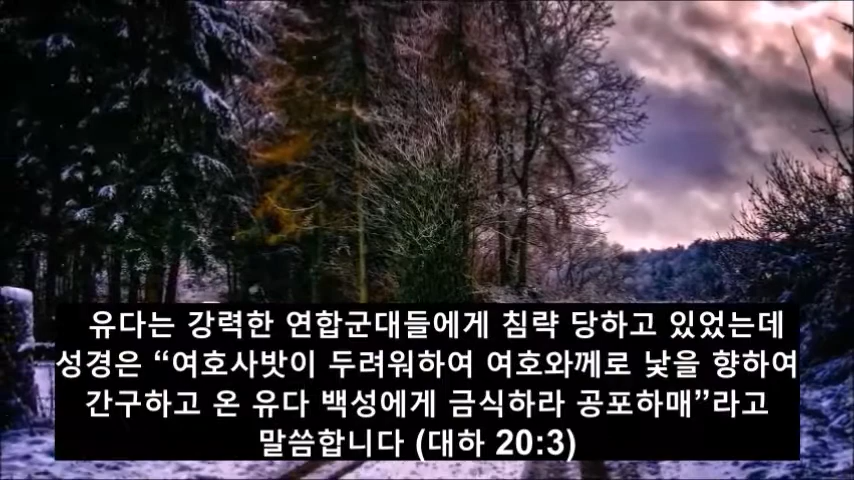 유다는 강력한 연합군대들에게 침략 당하고 있었는데
성경은 “여호사밧이 두려워하여 여호와께로 낯을 향하여
간구하고 온 유다 백성에게 금식하라 공포하매”라고
말씀합니다 (대하 20:3)